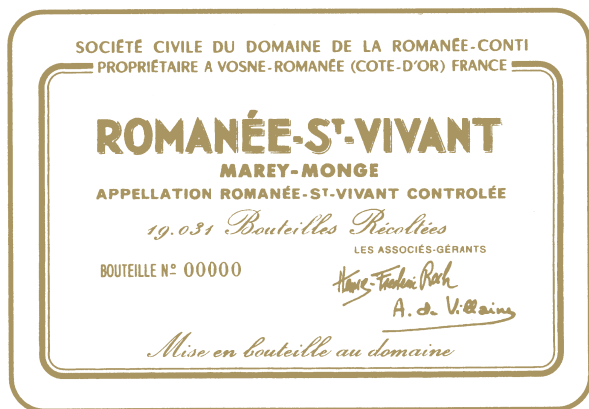 SOCIÉTÉ CIVILE DU DOMAINE DE LA ROMANÉE-CONTI
PROPRIÉTAIRE A VOSNE-ROMANÉE (COTE-D'OR) FRANCE
ROMANÉE-ST-VIVANT
MAREY-MONGE
APPELLATION ROMANÉE-ST-VIVANT CONTROLÉE
19.031 Bouteilles Récoltées
LES ASSOCIÉS-GÉRANTS
BOUTEILLE No 00000
Henry-Frédéric Roch
A. de Villaine
Mise en bouteille au domaine